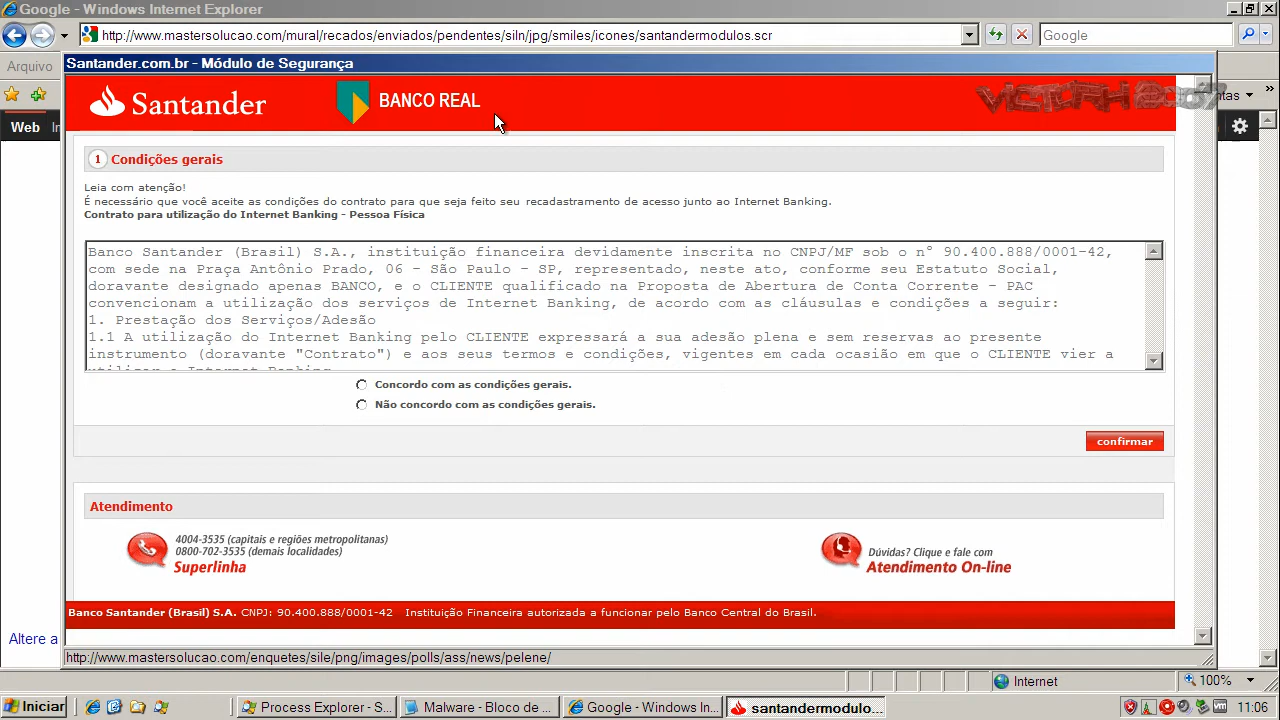 Google - Windows Internet Explorer
http://www.mastersolucao.com/mural/recados/enviados/pendentes/siln/jpg/smiles/icones/santandermodulos.scr
Google
Arquivo
Santander.com.br - Módulo de Segurança
Santander
BANCO REAL
VICTORH 2007
ntas
Web
In
1 Condições gerais
Leia com atenção!
É necessário que você aceite as condições do contrato para que seja feito seu recadastramento de acesso junto ao Internet Banking.
Contrato para utilização do Internet Banking - Pessoa Física
Banco Santander (Brasil) S.A., instituição financeira devidamente inscrita no CNPJ/MF sob o n° 90.400.888/0001-42,
com sede na Praça Antônio Prado, 06 - São Paulo - SP, representado, neste ato, conforme seu Estatuto Social,
doravante designado apenas BANCO, e o CLIENTE qualificado na Proposta de Abertura de Conta Corrente - PAC
convencionam a utilização dos serviços de Internet Banking, de acordo com as cláusulas e condições a seguir:
1. Prestação dos Serviços/Adesão
1.1 A utilização do Internet Banking pelo CLIENTE expressará a sua adesão plena e sem reservas ao presente
instrumento (doravante "Contrato") e aos seus termos e condições, vigentes em cada ocasião em que o CLIENTE vier a
utilizar o Internet Banking.
Concordo com as condições gerais.
Não concordo com as condições gerais.
confirmar
Atendimento
4004-3535 (capitais e regiões metropolitanas)
0800-702-3535 (demais localidades)
Superlinha
Dúvidas? Clique e fale com
Atendimento On-line
Banco Santander (Brasil) S.A. CNPJ: 90.400.888/0001-42 Instituição Financeira autorizada a funcionar pelo Banco Central do Brasil.
Altere a
http://www.mastersolucao.com/enquetes/sile/png/images/polls/ass/news/pelene/
Internet
100%
Iniciar
Process Explorer - S...
Malware - Bloco de ...
Google - Windows In...
santandermodulo...
11:06